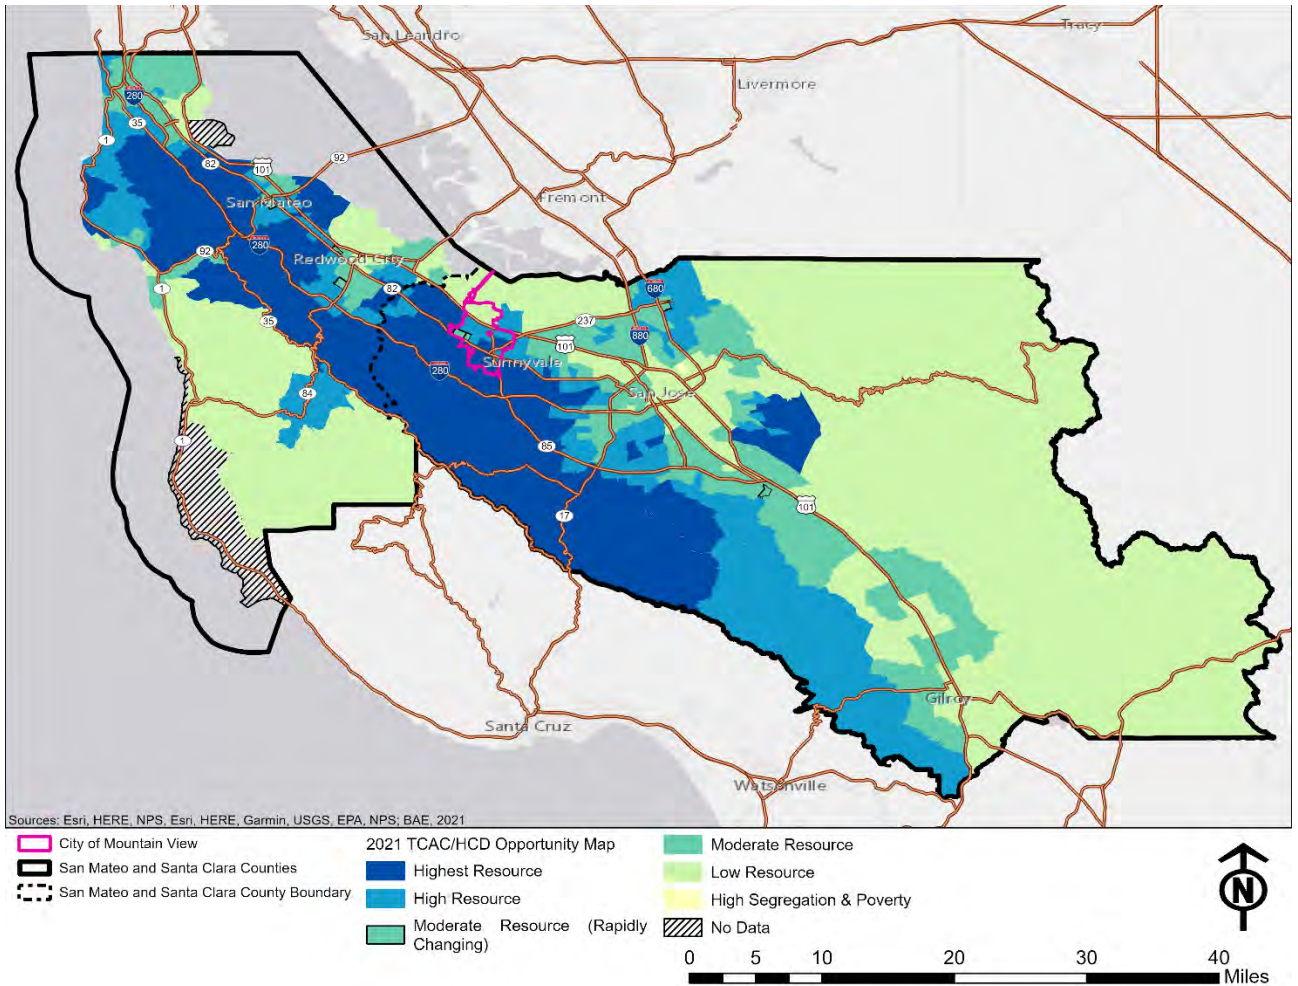 San Leandro
Tracy
Livermore
280
35
1
82
101
92
San Mateo
Fremont
92
280
Redwood City
82
680
1
35
237
880
101
Sunnyvale
280
84
San Jose
1
85
101
17
Gilroy
Santa Cruz
Watsonville
Sources: Esri, HERE, NPS, Esri, HERE, Garmin, USGS, EPA, NPS; BAE, 2021
City of Mountain View
San Mateo and Santa Clara Counties
San Mateo and Santa Clara County Boundary
2021 TCAC/HCD Opportunity Map
Highest Resource
High Resource
Moderate Resource (Rapidly
Changing)
Moderate Resource
Low Resource
High Segregation & Poverty
No Data
N
0 5 10 20 30 40
Miles